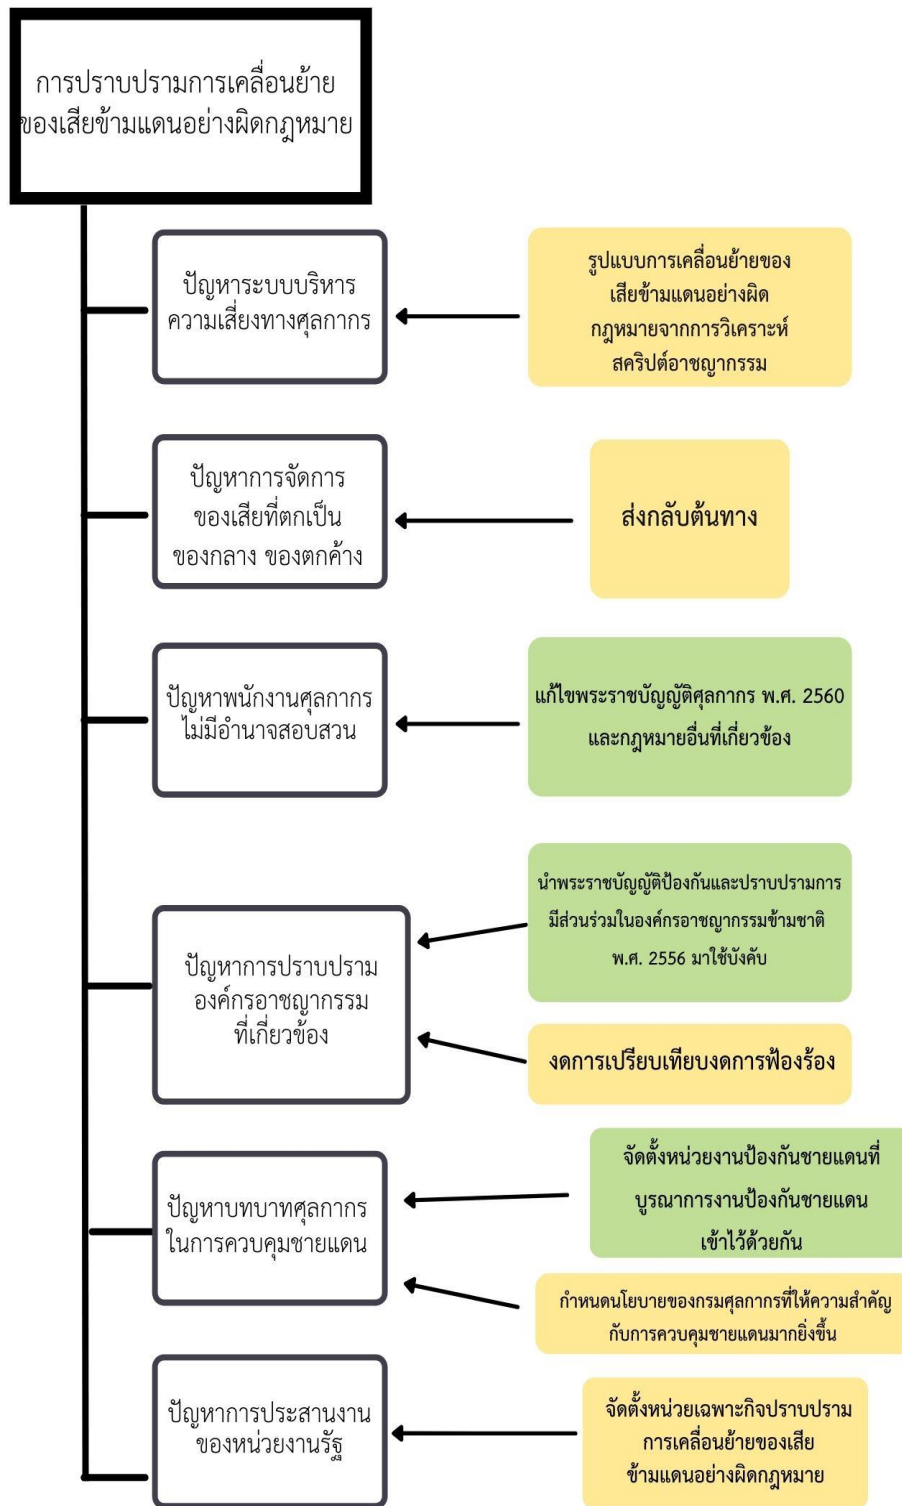 การปราบปรามการเคลื่อนย้าย
ของเสียข้ามแดนอย่างผิดกฎหมาย
ปัญหาระบบบริหาร
ความเสี่ยงทางศุลกากร
รูปแบบการเคลื่อนย้ายของ
เสียข้ามแดนอย่างผิด
กฎหมายจากการวิเคราะห์
สคริปต์อาชญากรรม
ปัญหาการจัดการ
ของเสียที่ตกเป็น
ของกลาง ของตกค้าง
ส่งกลับต้นทาง
ปัญหาพนักงานศุลกากร
ไม่มีอำนาจสอบสวน
แก้ไขพระราชบัญญัติศุลกากร พ.ศ. 2560
และกฎหมายอื่นที่เกี่ยวข้อง
ปัญหาการปราบปราม
องค์กรอาชญากรรม
ที่เกี่ยวข้อง
นำพระราชบัญญัติป้องกันและปราบปรามการ
มีส่วนร่วมในองค์กรอาชญากรรมข้ามชาติ
พ.ศ. 2556 มาใช้บังคับ
งดการเปรียบเทียบงดการฟ้องร้อง
ปัญหาบทบาทศุลกากร
ในการควบคุมชายแดน
จัดตั้งหน่วยงานป้องกันชายแดนที่
บูรณาการงานป้องกันชายแดน
เข้าไว้ด้วยกัน
กำหนดนโยบายของกรมศุลกากรที่ให้ความสำคัญ
กับการควบคุมชายแดนมากยิ่งขึ้น
ปัญหาการประสานงาน
ของหน่วยงานรัฐ
จัดตั้งหน่วยเฉพาะกิจปราบปราม
การเคลื่อนย้ายของเสีย
ข้ามแดนอย่างผิดกฎหมาย